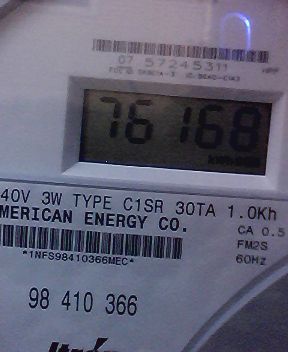 07 57245311
76168
40V 3W TYPE C1SR 30TA 1.0Kh
MERICAN ENERGY CO.
CA 0.5
FM2S
60Hz
*1NFS98410366MEC*
98 410 366